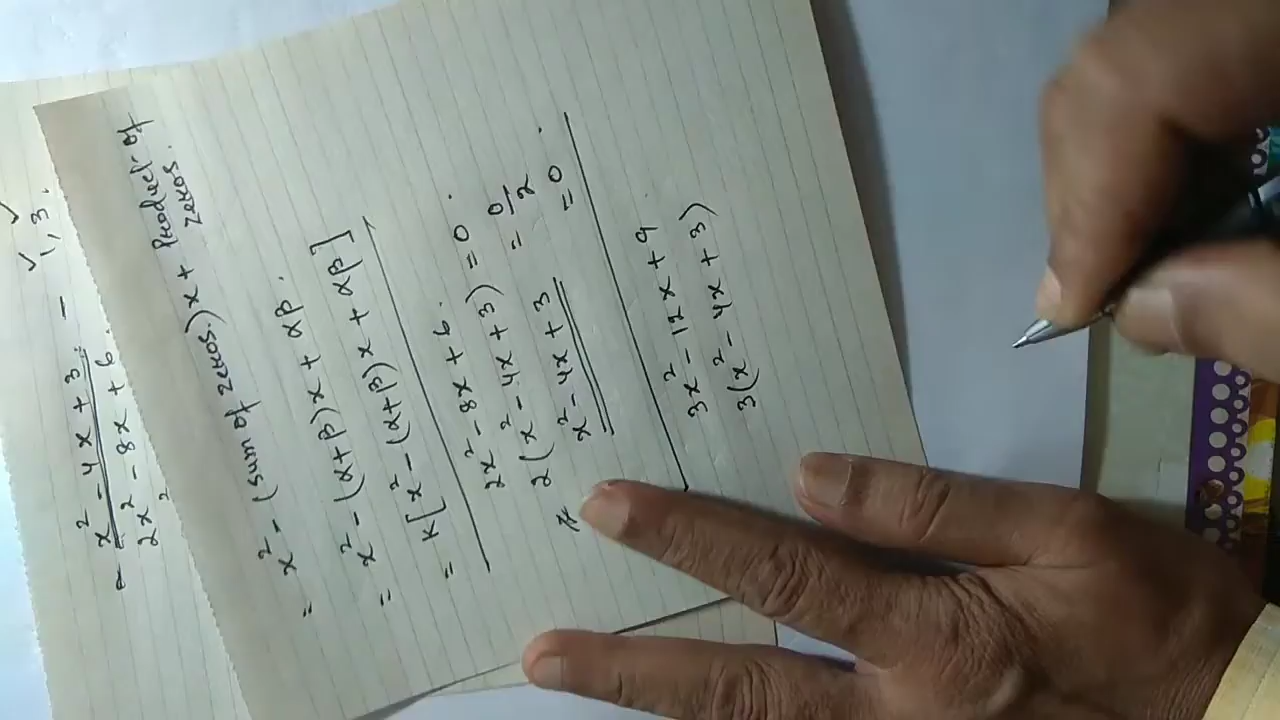 x² - 4x + 3. - 1, 3.
2x² - 8x + 6.
= x² - (sum of zeros.)x + Product of zeros.
= x² - (α+β)x + αβ.
= x² - (α+β)x + αβ
= K[x² - (α+β)x + αβ]
2x² - 8x + 6.
2(x² - 4x + 3) = 0.
x² - 4x + 3 = 0/2
= 0.
3x² - 12x + 9
3(x² - 4x + 3)